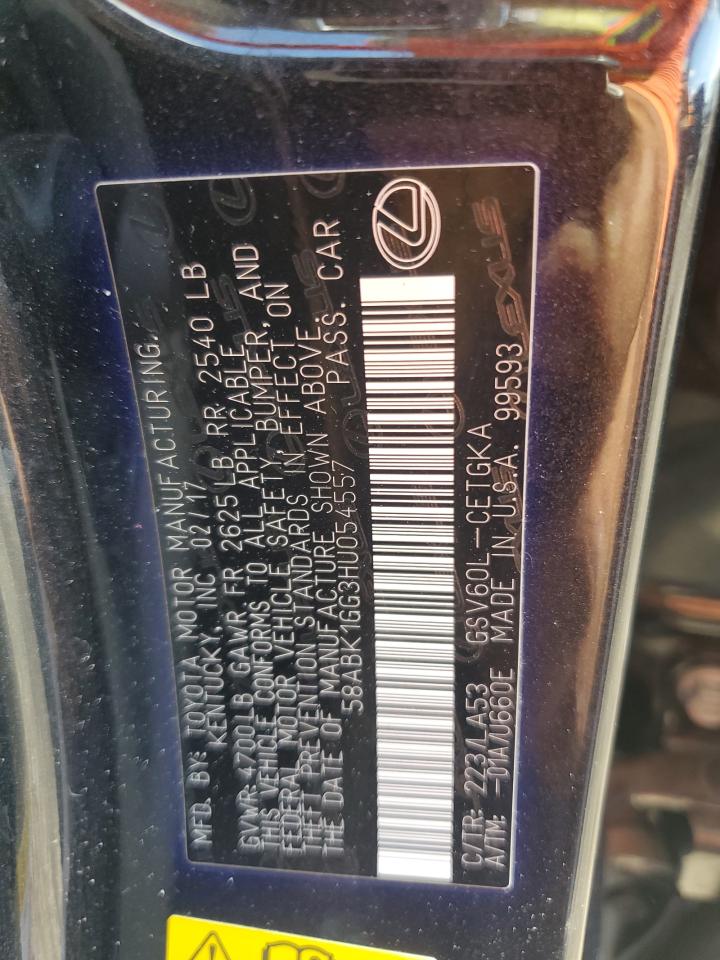 MFD. BY: TOYOTA MOTOR MANUFACTURING,
KENTUCKY, INC 02/17
GVWR 4700LB GAWR FR 2625 LB RR 2540 LB
THIS VEHICLE CONFORMS TO ALL APPLICABLE
FEDERAL MOTOR VEHICLE SAFETY, BUMPER, AND
THEFT PREVENTION STANDARDS IN EFFECT ON
THE DATE OF MANUFACTURE SHOWN ABOVE.
58ABK1GG3HU054557 PASS. CAR
C/TR: 223/LA53 GSV60L-CETGKA
A/TM: -01A/U660E MADE IN U.S.A. 99593
LEXUS